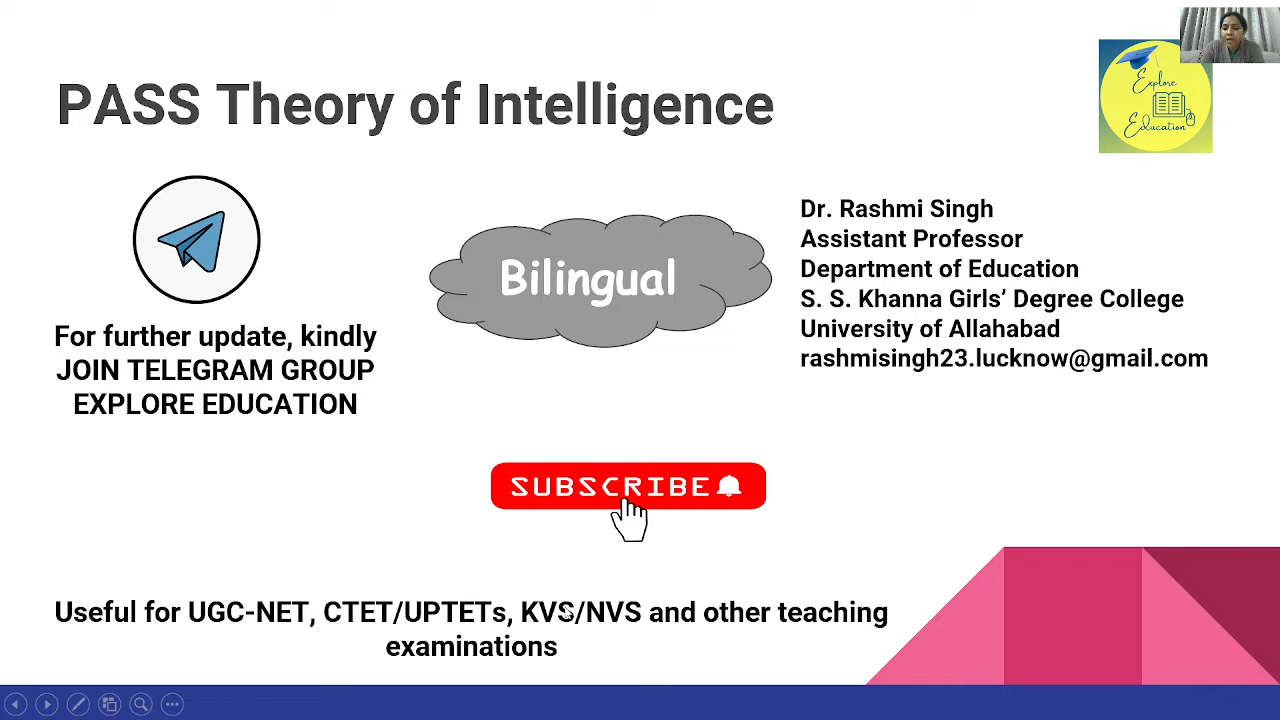 PASS Theory of Intelligence
Explore
Education
For further update, kindly
JOIN TELEGRAM GROUP
EXPLORE EDUCATION
Bilingual
Dr. Rashmi Singh
Assistant Professor
Department of Education
S. S. Khanna Girls’ Degree College
University of Allahabad
rashmisingh23.lucknow@gmail.com
SUBSCRIBE
Useful for UGC-NET, CTET/UPTETs, KVS/NVS and other teaching
examinations